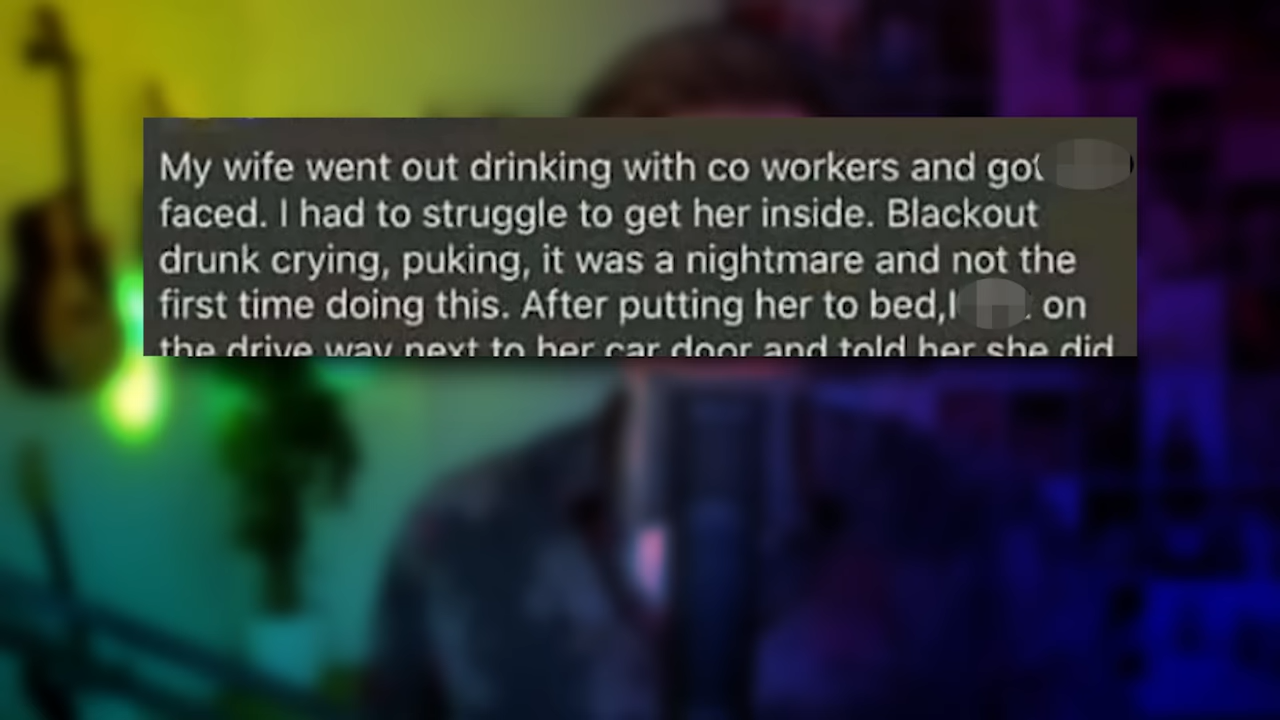 My wife went out drinking with co workers and got
faced. I had to struggle to get her inside. Blackout
drunk crying, puking, it was a nightmare and not the
first time doing this. After putting her to bed,I on
the drive way next to her car door and told her she did